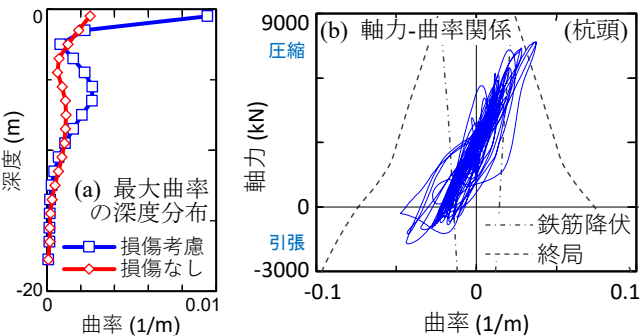 0
-20
深度 (m)
(a) 最大曲率
の深度分布
損傷考慮
損傷なし
0
0.01
曲率 (1/m)
9000
0
-3000
軸力 (kN)
(b) 軸力-曲率関係 (杭頭)
圧縮
引張
鉄筋降伏
終局
-0.1
0
0.1
曲率 (1/m)